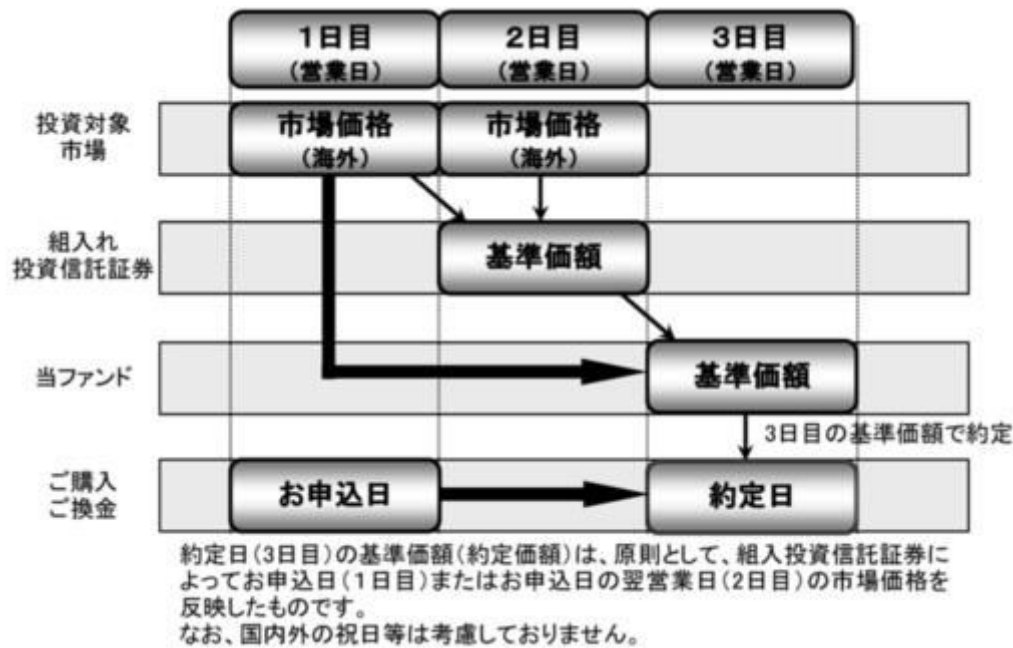 1日目
(営業日)
2日目
(営業日)
3日目
(営業日)
投資対象
市場
市場価格
(海外)
市場価格
(海外)
組入れ
投資信託証券
基準価額
当ファンド
基準価額
3日目の基準価額で約定
ご購入
ご換金
お申込日
約定日
約定日(3日目)の基準価額(約定価額)は、原則として、組入投資信託証券に
よってお申込日(1日目)またはお申込日の翌営業日(2日目)の市場価格を
反映したものです。
なお、国内外の祝日等は考慮しておりません。